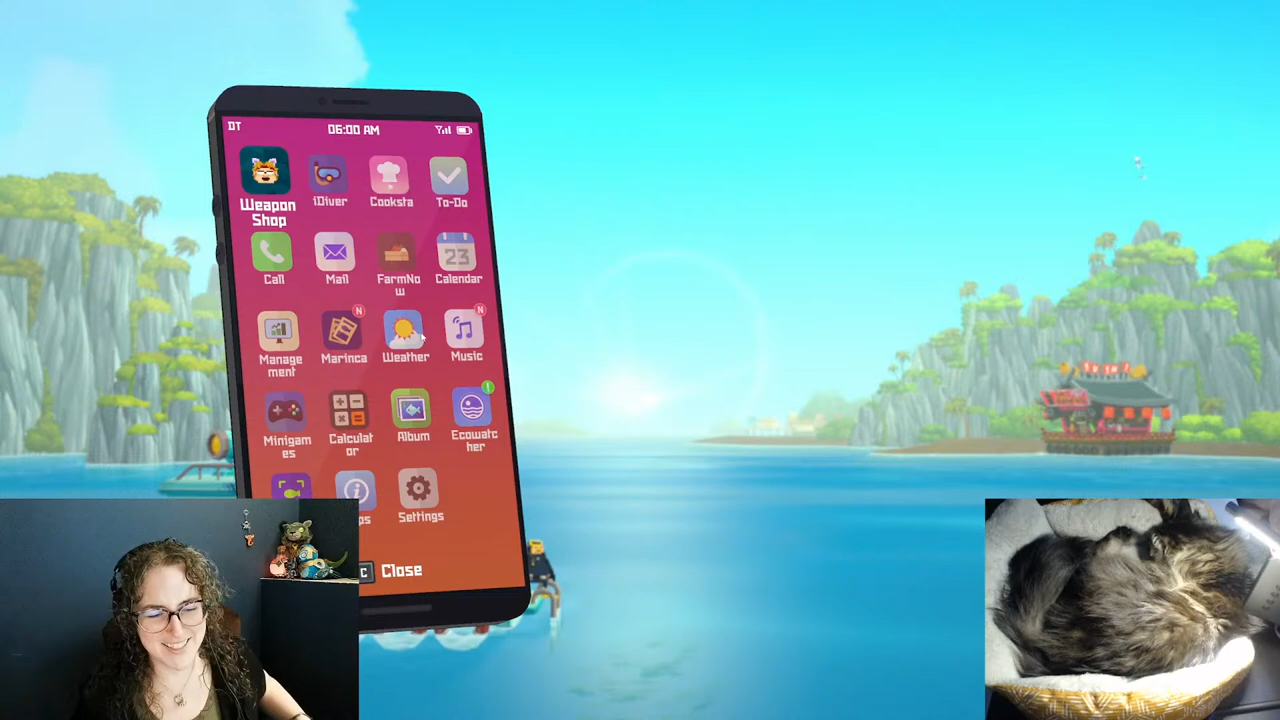 DT
06:00 AM
Weapon
Shop
iDiver
Cooksta
To-Do
Call
Mail
FarmNo
w
23
Calendar
Manage
ment
N
Marinca
Weather
N
Music
Minigam
es
Calculat
or
Album
!
Ecowatc
her
ps
Settings
C Close